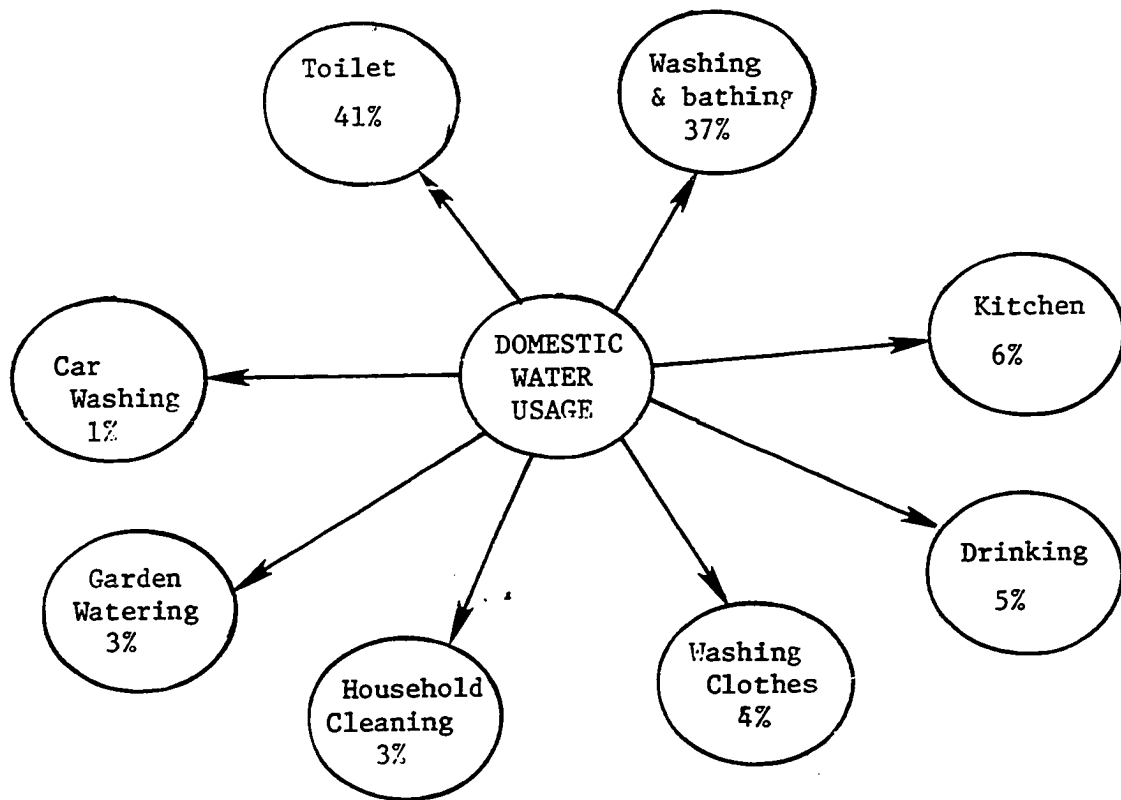 Toilet
41%
Washing
& bathing
37%
Kitchen
6%
DOMESTIC
WATER
USAGE
Car
Washing
1%
Drinking
5%
Garden
Watering
3%
Household
Cleaning
3%
Washing
Clothes
4%